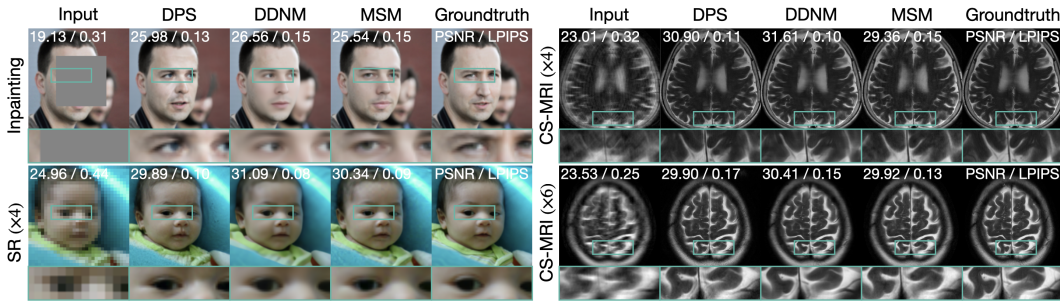 Input DPS DDNM MSM Groundtruth
Inpainting
19.13 / 0.31 25.98 / 0.13 26.56 / 0.15 25.54 / 0.15 PSNR / LPIPS
SR (×4)
24.96 / 0.44 29.89 / 0.10 31.09 / 0.08 30.34 / 0.09 PSNR / LPIPS
Input DPS DDNM MSM Groundtruth
CS-MRI (×4)
23.01 / 0.32 30.90 / 0.11 31.61 / 0.10 29.36 / 0.15 PSNR / LPIPS
CS-MRI (×6)
23.53 / 0.25 29.90 / 0.17 30.41 / 0.15 29.92 / 0.13 PSNR / LPIPS